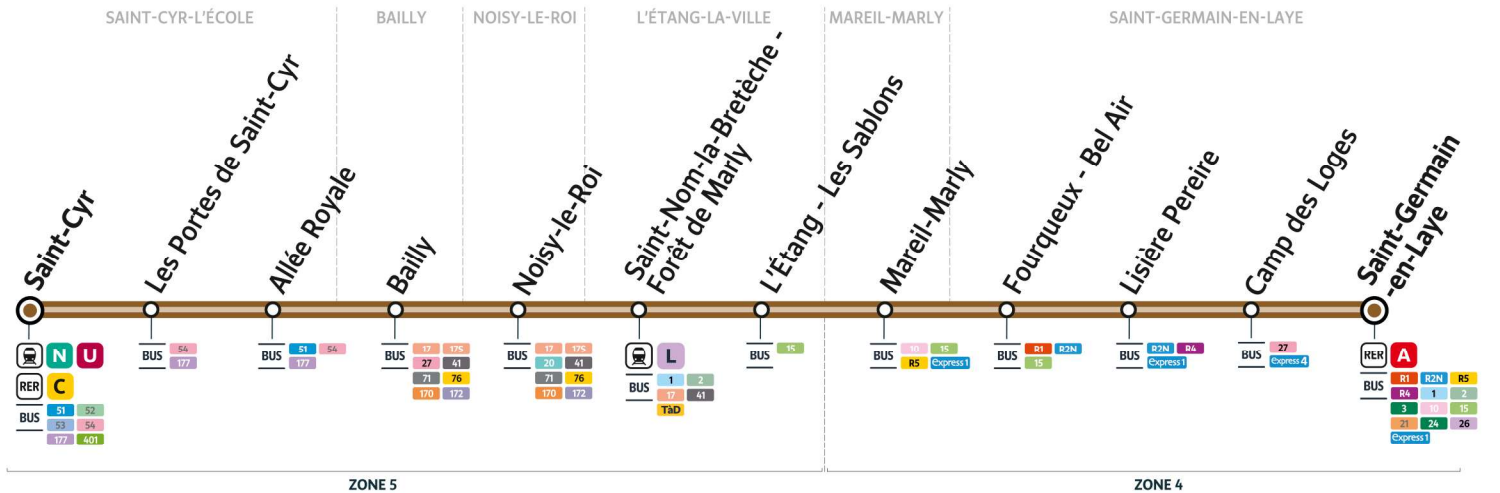 SAINT-CYR-L'ÉCOLE
BAILLY
NOISY-LE-ROI
L'ÉTANG-LA-VILLE
MAREIL-MARLY
SAINT-GERMAIN-EN-LAYE
Saint-Cyr
Les Portes de Saint-Cyr
Allée Royale
Bailly
Noisy-le-Roi
Saint-Nom-la-Bretèche -
Forêt de Marly
L'Étang - Les Sablons
Mareil-Marly
Fourqueux - Bel Air
Lisière Pereire
Camp des Loges
Saint-Germain
-en-Laye
N U
RER C
BUS
51 52
53 54
177 401
BUS
54
177
BUS
51 54
177
BUS
17 175
27 41
71 76
170 172
BUS
17 175
20 41
71 76
170 172
L
BUS
1 2
17 41
TàD
BUS
15
BUS
10 15
R5 express 1
BUS
R1 R2N
15
BUS
R2N R4
express 1
BUS
27
express 4
RER A
BUS
R1 R2N R5
R4 1 2
3 10 15
21 24 26
express 1
ZONE 5
ZONE 4